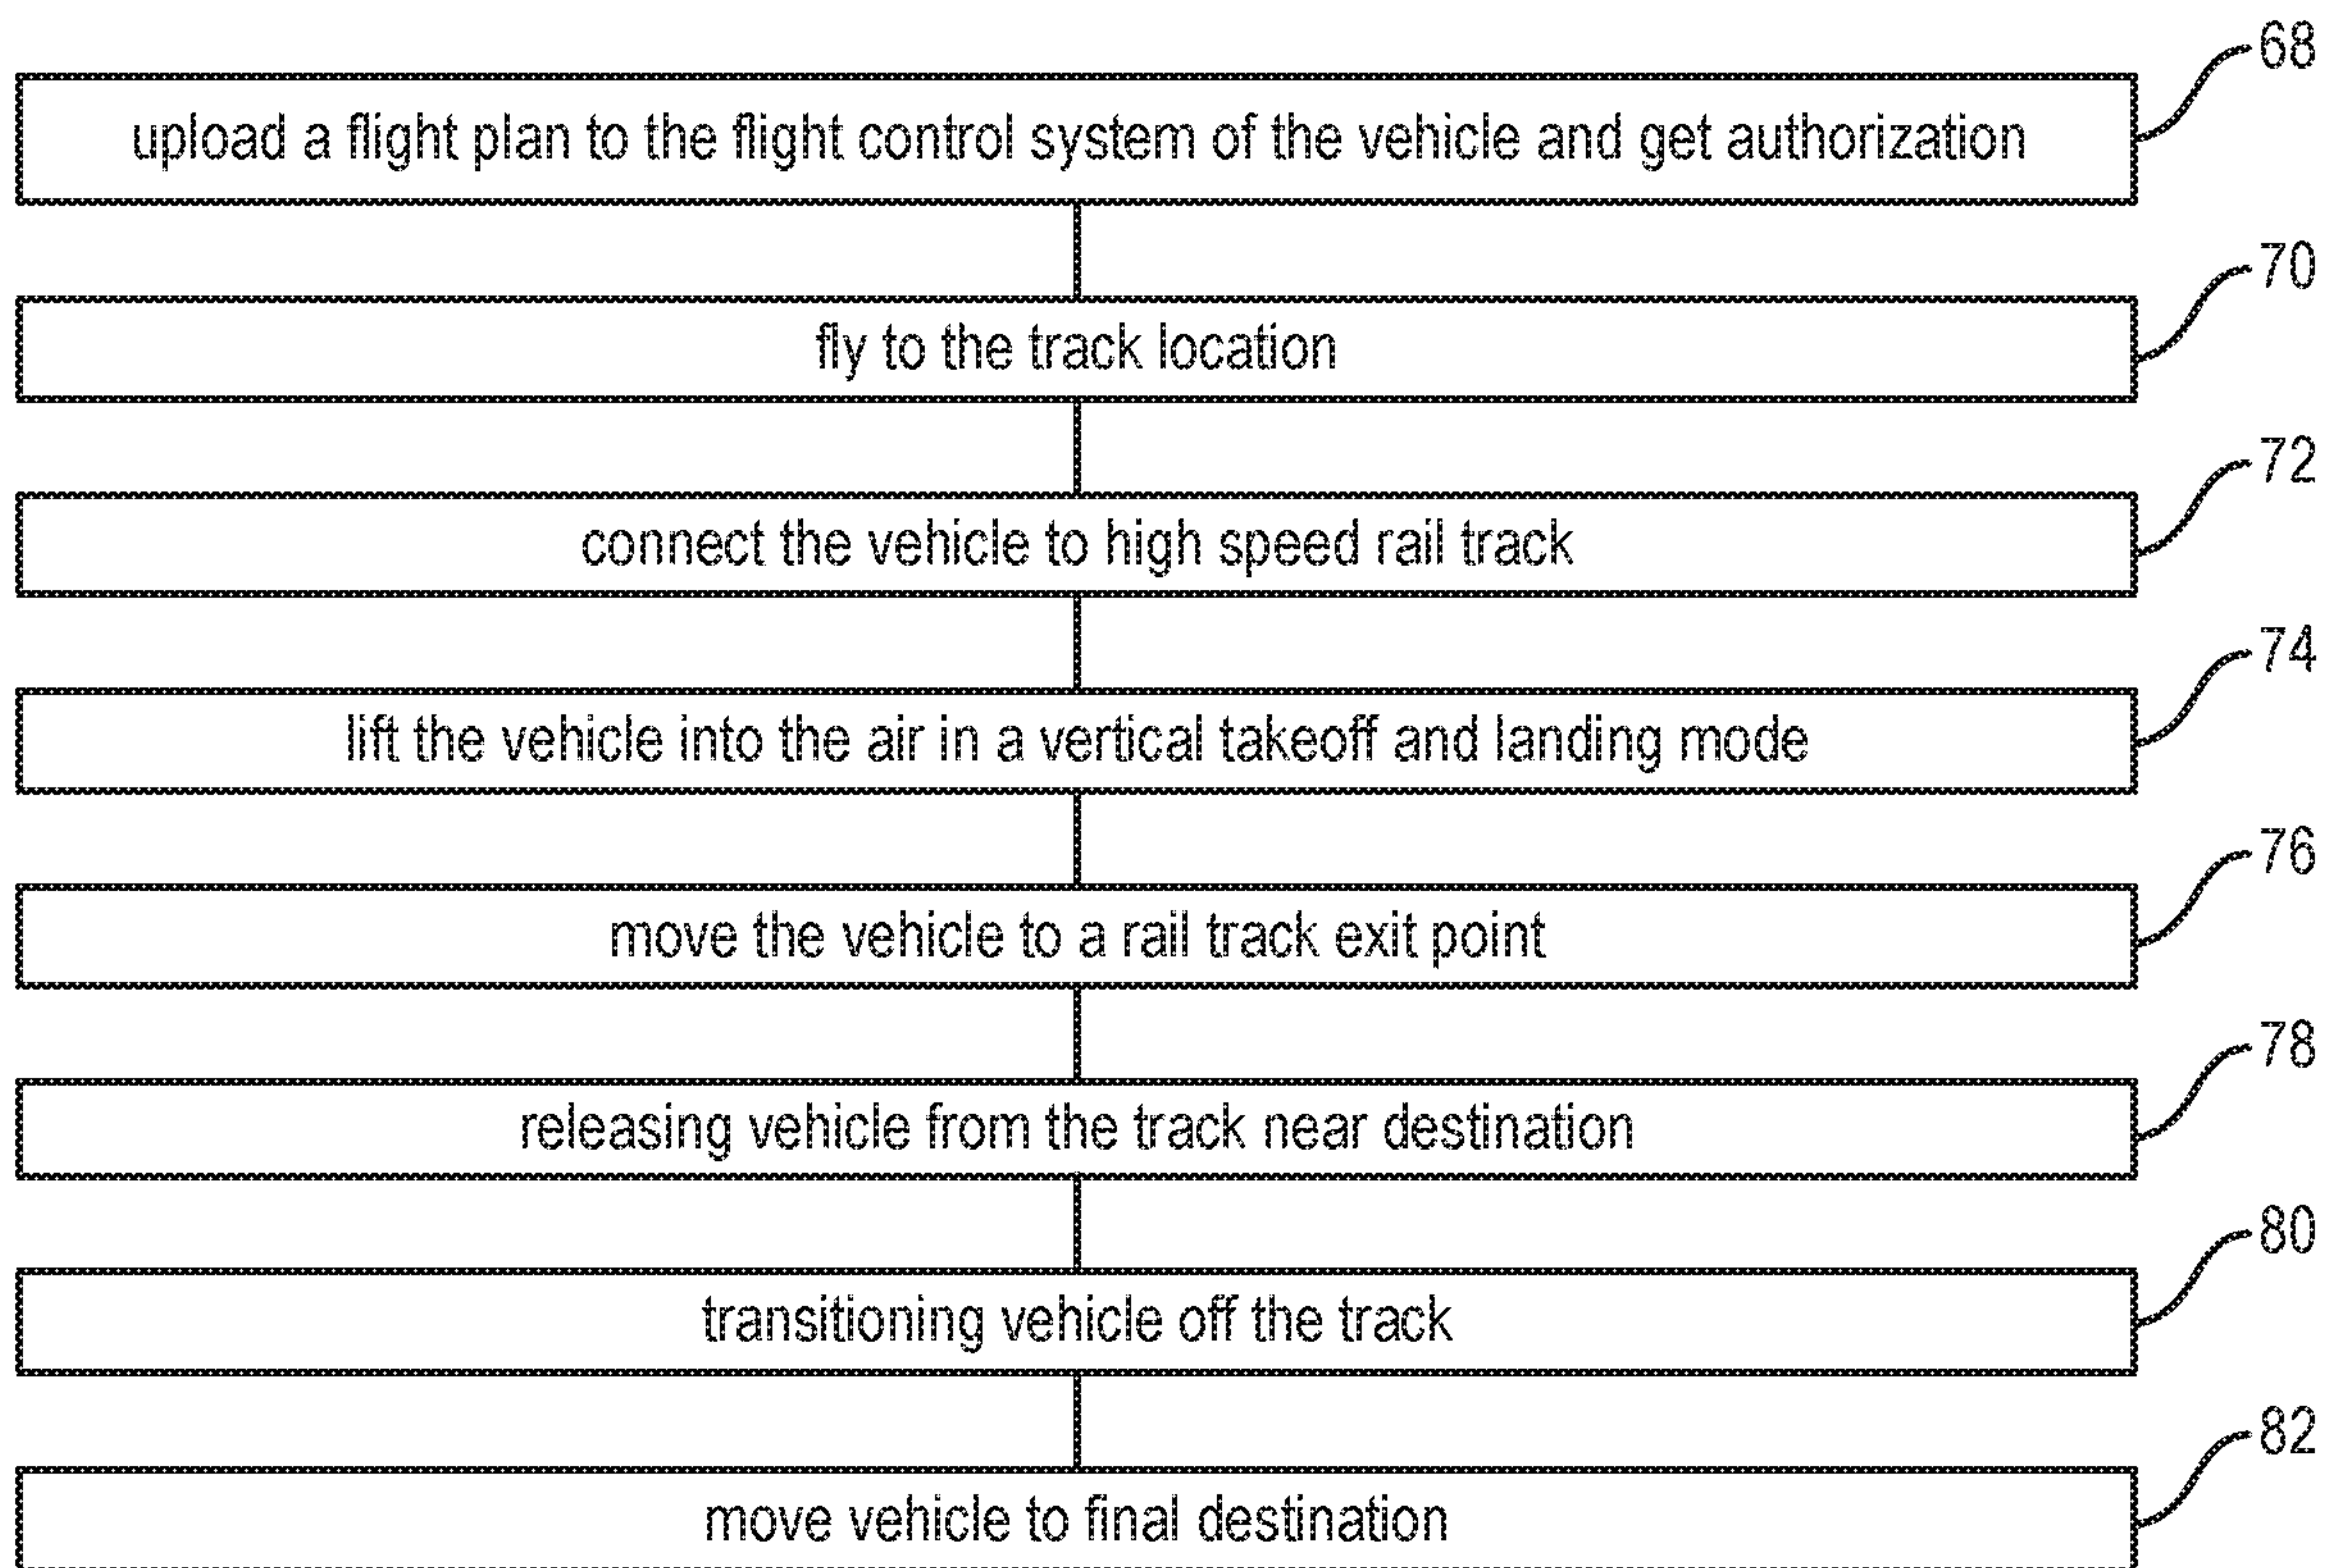 68
upload a flight plan to the flight control system of the vehicle and get authorization
70
fly to the track location
72
connect the vehicle to high speed rail track
74
lift the vehicle into the air in a vertical takeoff and landing mode
76
move the vehicle to a rail track exit point
78
releasing vehicle from the track near destination
80
transitioning vehicle off the track
82
move vehicle to final destination